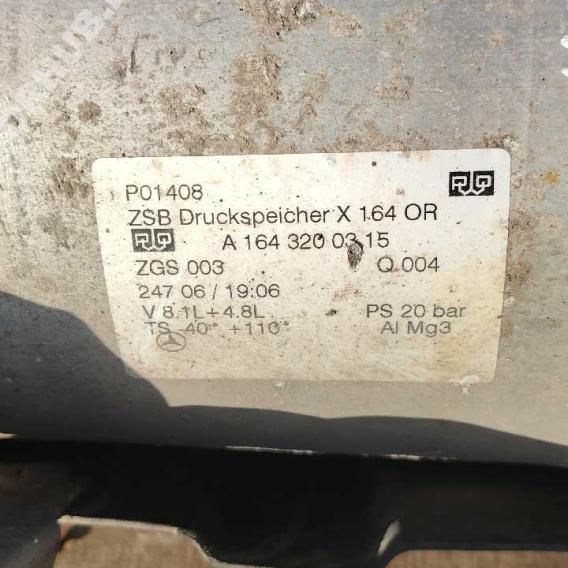 P01408
ZSB Druckspeicher X 164 OR
A 164 320 03 15
ZGS 003 Q 004
247 06 / 19:06
V 8.1L+4.8L PS 20 bar
TS -40° +110° Al Mg3